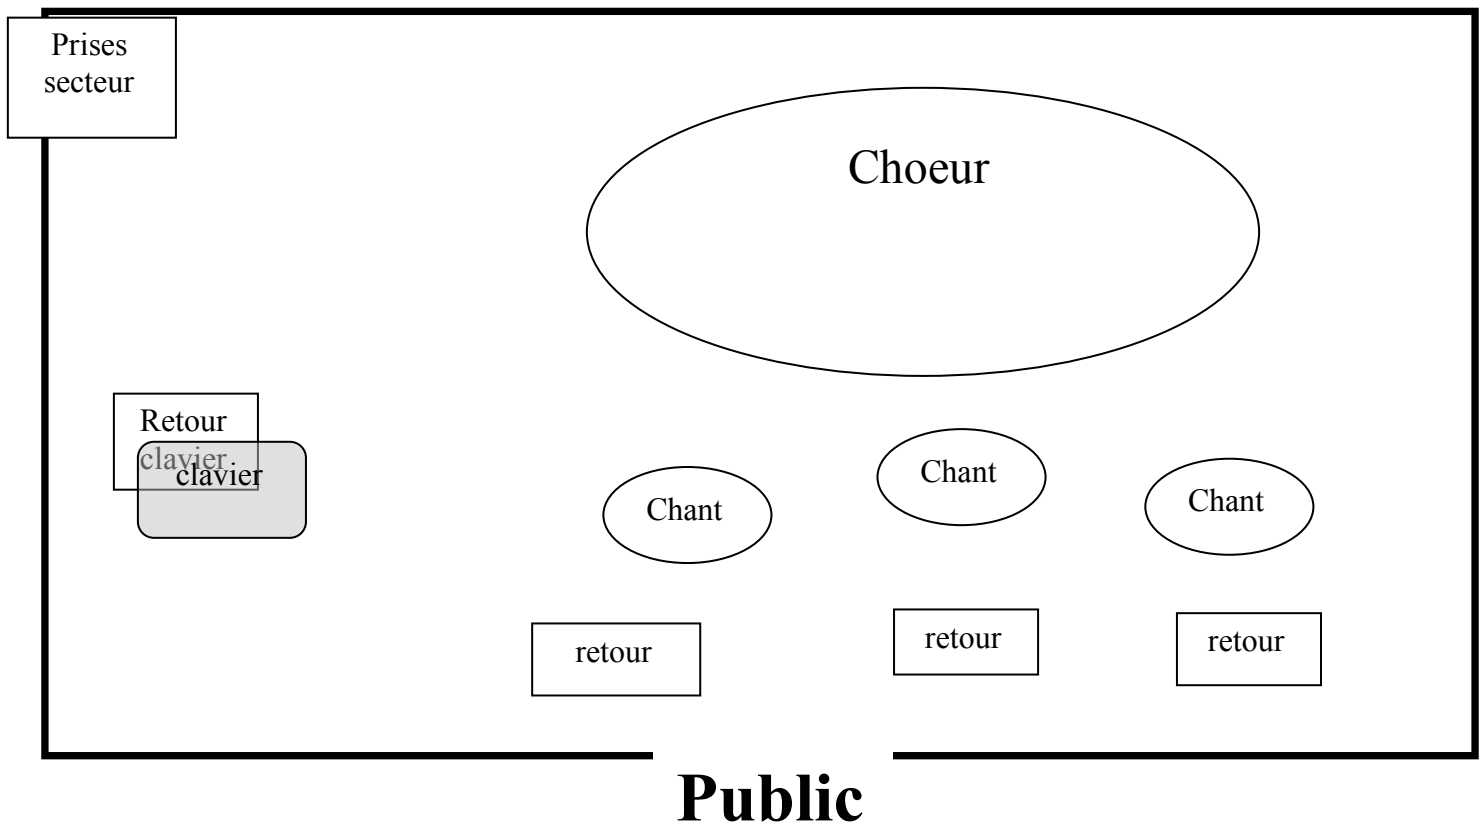 Prises
secteur
Choeur
Retour
clavier
clavier
Chant
Chant
Chant
retour
retour
retour
Public